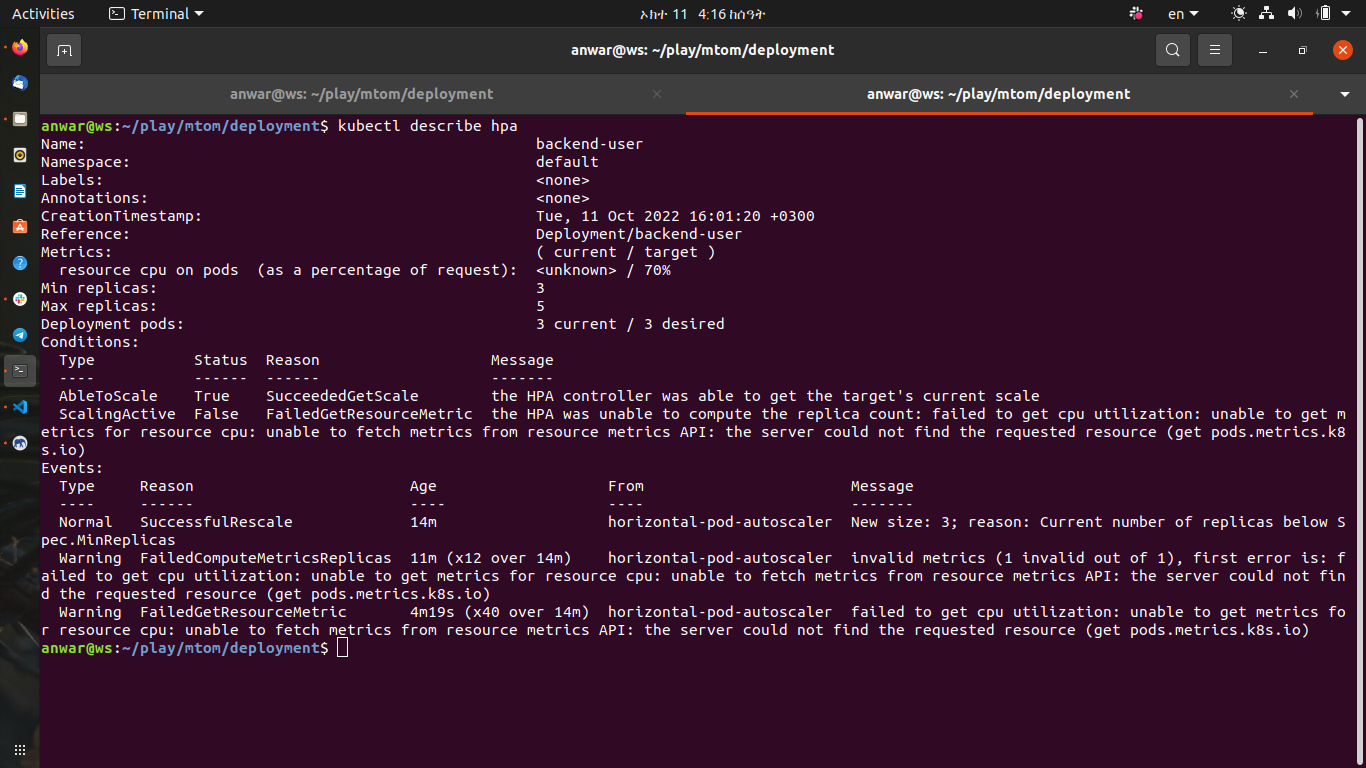 Activities
Terminal
ኦክተ 11 4:16 ከሰዓት
en
anwar@ws: ~/play/mtom/deployment
anwar@ws: ~/play/mtom/deployment
anwar@ws: ~/play/mtom/deployment
anwar@ws:~/play/mtom/deployment$ kubectl describe hpa
Name: backend-user
Namespace: default
Labels: <none>
Annotations: <none>
CreationTimestamp: Tue, 11 Oct 2022 16:01:20 +0300
Reference: Deployment/backend-user
Metrics: ( current / target )
resource cpu on pods (as a percentage of request): <unknown> / 70%
Min replicas: 3
Max replicas: 5
Deployment pods: 3 current / 3 desired
Conditions:
Type Status Reason Message
---- ------ ------ -------
AbleToScale True SucceededGetScale the HPA controller was able to get the target's current scale
ScalingActive False FailedGetResourceMetric the HPA was unable to compute the replica count: failed to get cpu utilization: unable to get m
etrics for resource cpu: unable to fetch metrics from resource metrics API: the server could not find the requested resource (get pods.metrics.k8
s.io)
Events:
Type Reason Age From Message
---- ------ ---- ---- -------
Normal SuccessfulRescale 14m horizontal-pod-autoscaler New size: 3; reason: Current number of replicas below S
pec.MinReplicas
Warning FailedComputeMetricsReplicas 11m (x12 over 14m) horizontal-pod-autoscaler invalid metrics (1 invalid out of 1), first error is: f
ailed to get cpu utilization: unable to get metrics for resource cpu: unable to fetch metrics from resource metrics API: the server could not fin
d the requested resource (get pods.metrics.k8s.io)
Warning FailedGetResourceMetric 4m19s (x40 over 14m) horizontal-pod-autoscaler failed to get cpu utilization: unable to get metrics fo
r resource cpu: unable to fetch metrics from resource metrics API: the server could not find the requested resource (get pods.metrics.k8s.io)
anwar@ws:~/play/mtom/deployment$